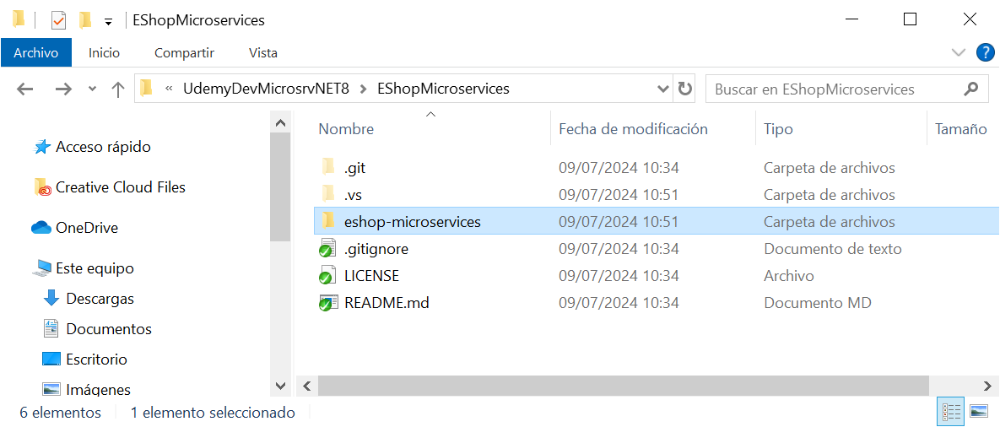 EShopMicroservices
Archivo Inicio Compartir Vista ?
« UdemyDevMicrosrvNET8 > EShopMicroservices Buscar en EShopMicroservices
Nombre Fecha de modificación Tipo Tamaño
Acceso rápido
Creative Cloud Files
OneDrive
Este equipo
Descargas
Documentos
Escritorio
Imágenes
.git 09/07/2024 10:34 Carpeta de archivos
.vs 09/07/2024 10:51 Carpeta de archivos
eshop-microservices 09/07/2024 10:51 Carpeta de archivos
.gitignore 09/07/2024 10:34 Documento de texto
LICENSE 09/07/2024 10:34 Archivo
README.md 09/07/2024 10:34 Documento MD
6 elementos 1 elemento seleccionado